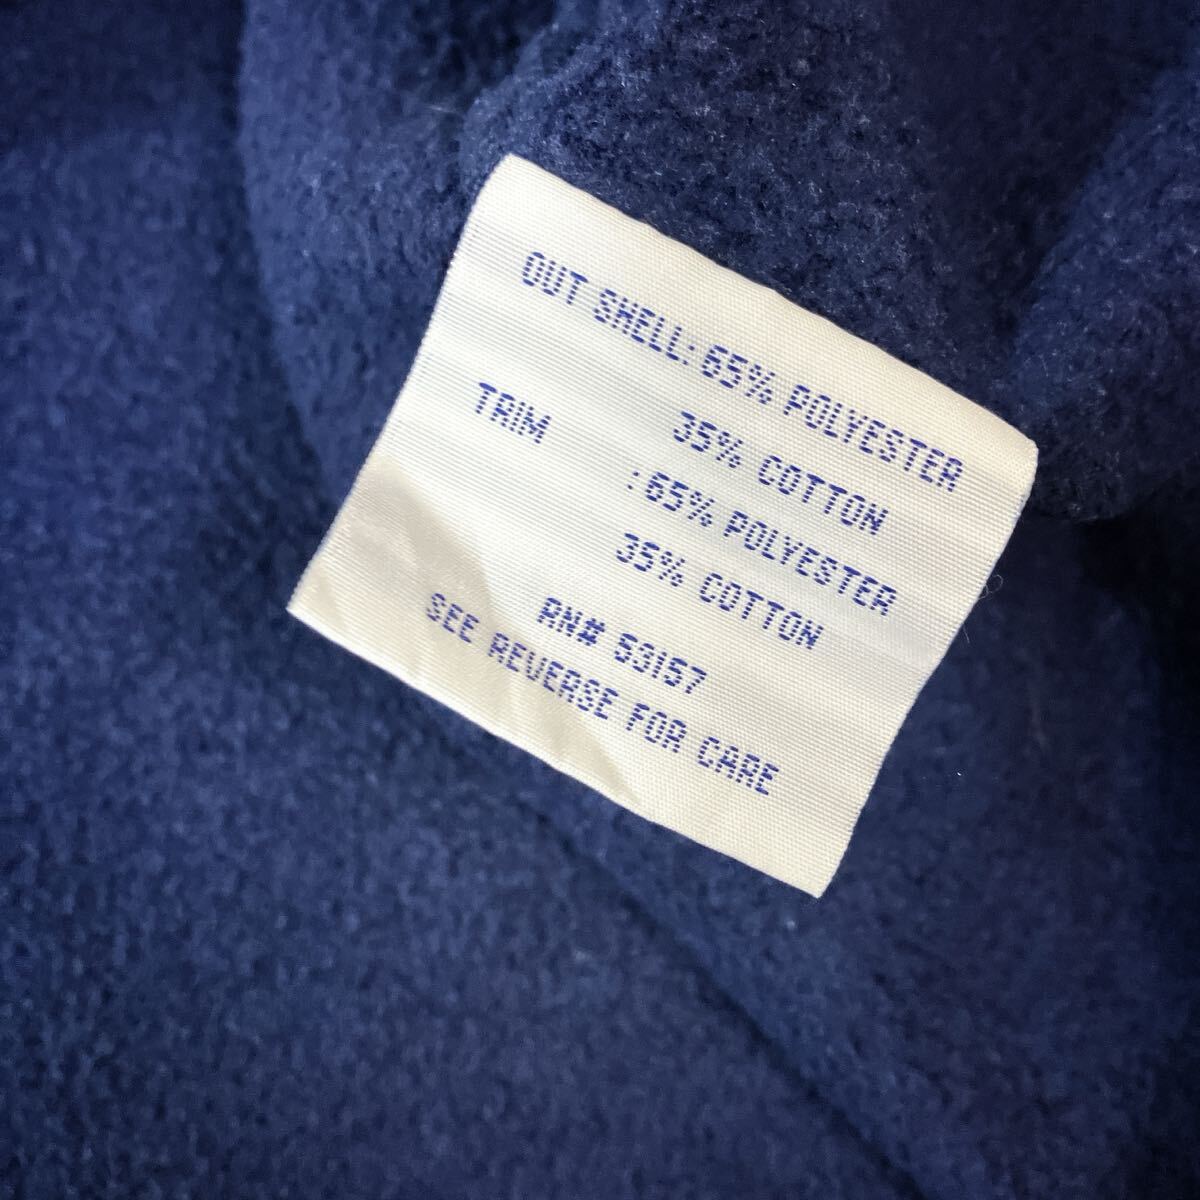 OUT SHELL: 65% POLYESTER
35% COTTON
TRIM : 65% POLYESTER
35% COTTON
RN# 53157
SEE REVERSE FOR CARE